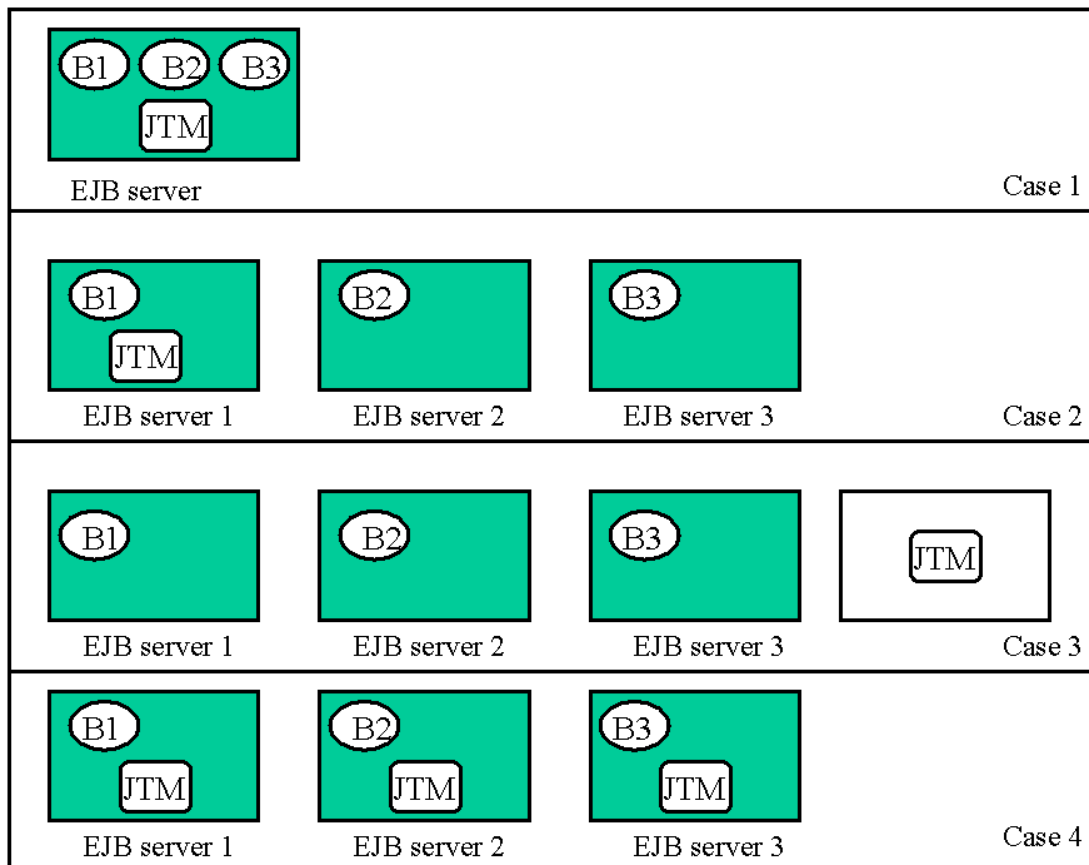 B1 B2 B3
JTM
EJB server
Case 1
B1 B2 B3
JTM
EJB server 1 EJB server 2 EJB server 3
Case 2
B1 B2 B3 JTM
EJB server 1 EJB server 2 EJB server 3 Case 3
B1 B2 B3
JTM JTM JTM
EJB server 1 EJB server 2 EJB server 3 Case 4